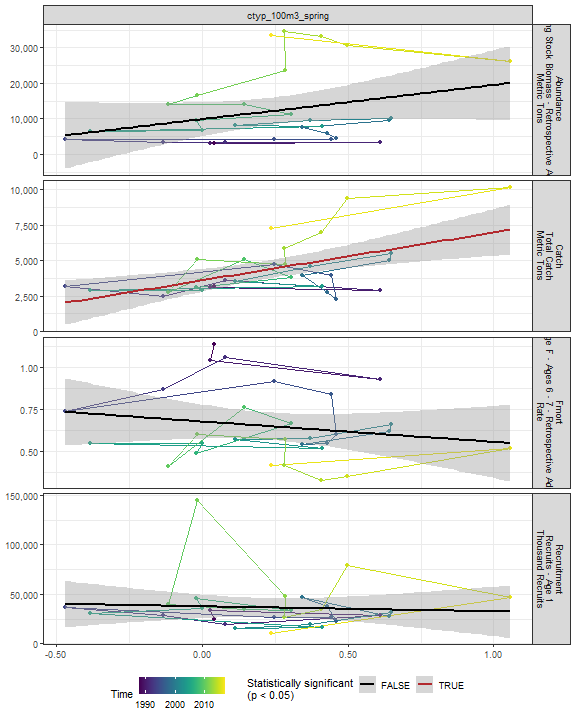 ctyp_100m3_spring
30,000
20,000
10,000
0
Abundance
Stock Biomass - Retrospective
Metric Tons
10,000
7,500
5,000
2,500
0
Catch
Total Catch
Metric Tons
1.00
0.75
0.50
Fmort
F - Ages 6 - 7 - Retrospective
Rate
150,000
100,000
50,000
0
Recruitment
Recruits - Age 1
Thousand Recruits
-0.50
0.00
0.50
1.00
Time
1990 2000 2010
Statistically significant
(p < 0.05)
FALSE
TRUE